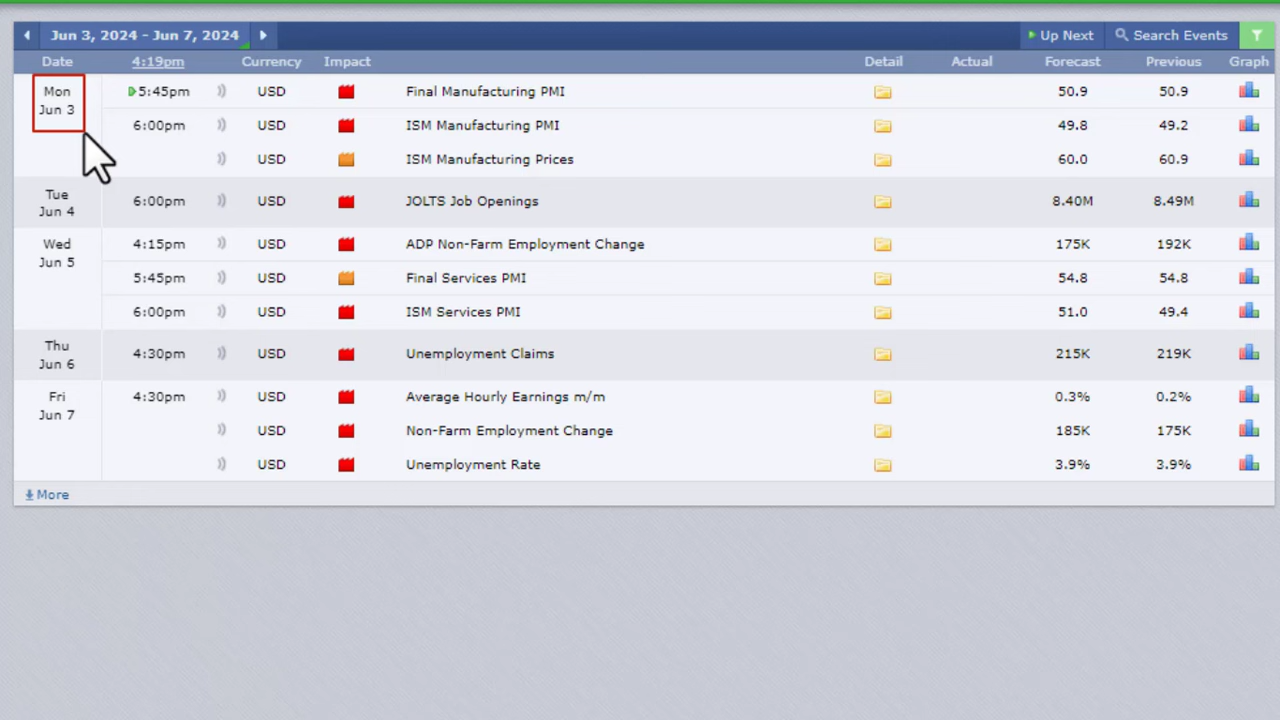 Jun 3, 2024 - Jun 7, 2024 Up Next Search Events
Date 4:19pm Currency Impact Detail Actual Forecast Previous Graph
Mon Jun 3 5:45pm USD Final Manufacturing PMI 50.9 50.9
6:00pm USD ISM Manufacturing PMI 49.8 49.2
USD ISM Manufacturing Prices 60.0 60.9
Tue Jun 4 6:00pm USD JOLTS Job Openings 8.40M 8.49M
Wed Jun 5 4:15pm USD ADP Non-Farm Employment Change 175K 192K
5:45pm USD Final Services PMI 54.8 54.8
6:00pm USD ISM Services PMI 51.0 49.4
Thu Jun 6 4:30pm USD Unemployment Claims 215K 219K
Fri Jun 7 4:30pm USD Average Hourly Earnings m/m 0.3% 0.2%
USD Non-Farm Employment Change 185K 175K
USD Unemployment Rate 3.9% 3.9%
More